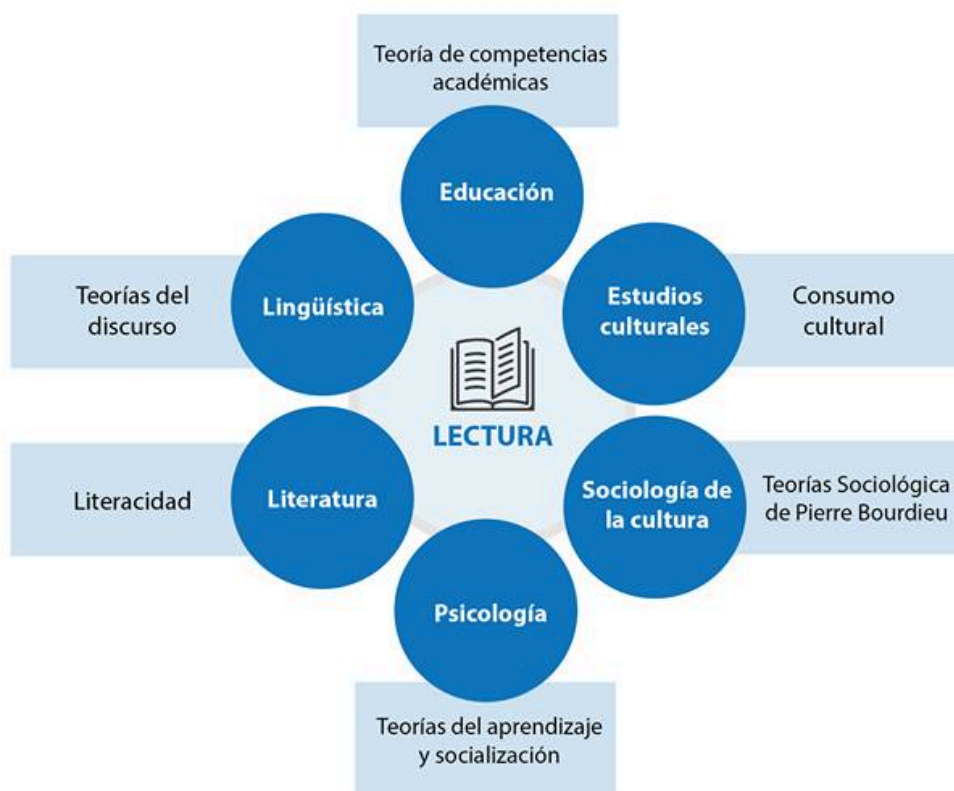 Teoría de competencias
académicas
Educación
Lingüística
Teorías del
discurso
Estudios
culturales
Consumo
cultural
LECTURA
Literacidad
Literatura
Sociología de
la cultura
Teorías Sociológica
de Pierre Bourdieu
Psicología
Teorías del aprendizaje
y socialización